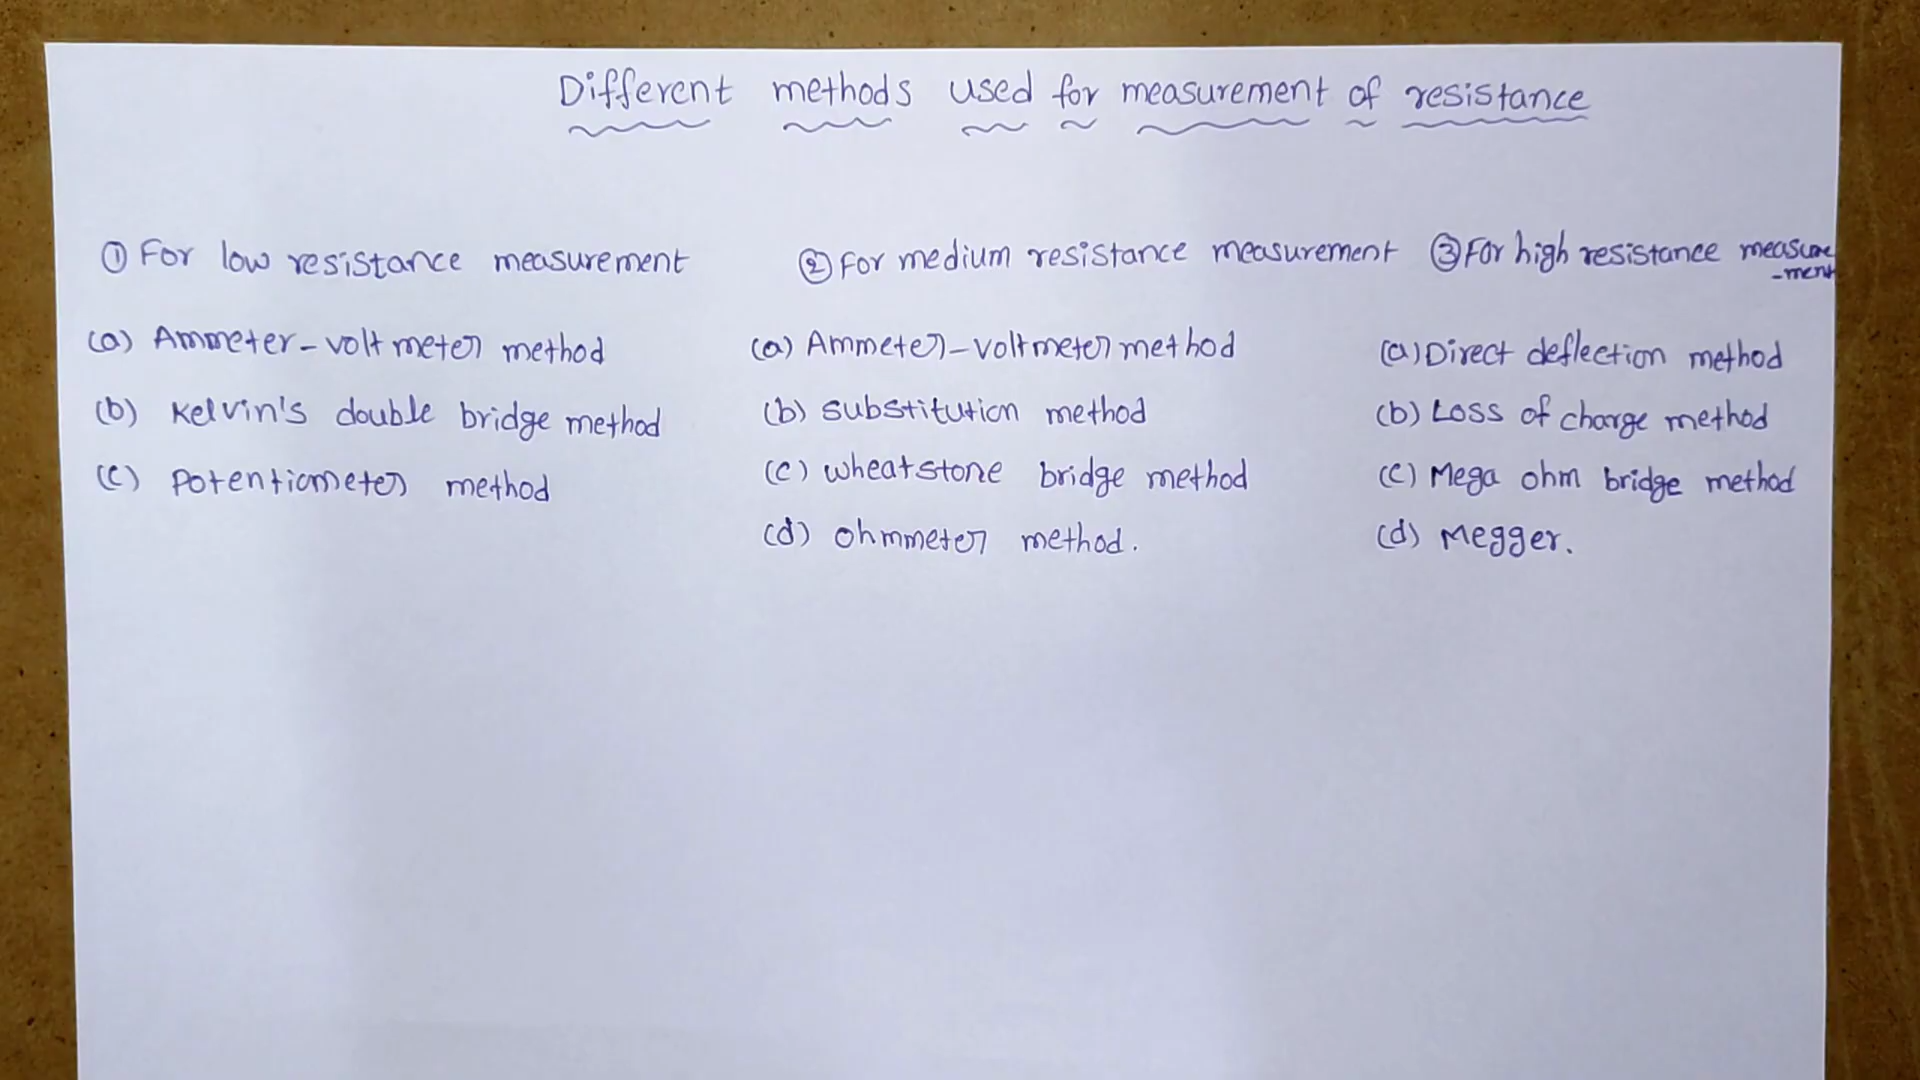 Different methods used for measurement of resistance
① For low resistance measurement
(a) Ammeter-voltmeter method
(b) Kelvin's double bridge method
(c) Potentiometer method
② For medium resistance measurement
(a) Ammeter-voltmeter method
(b) substitution method
(c) wheatstone bridge method
(d) ohmmeter method.
③ For high resistance measure
-ment
(a) Direct deflection method
(b) Loss of charge method
(c) Mega ohm bridge method
(d) Megger.